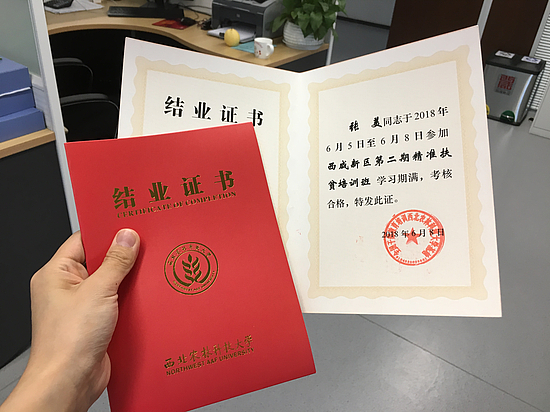 结业证书
张美同志于2018年
6月5日至6月8日参加
西咸新区第二期精准扶
贫培训班 学习期满，考核
合格，特发此证。
2018年6月8日
结业证书
CERTIFICATE OF COMPLETION
西北农林科技大学
NORTHWEST A&F UNIVERSITY